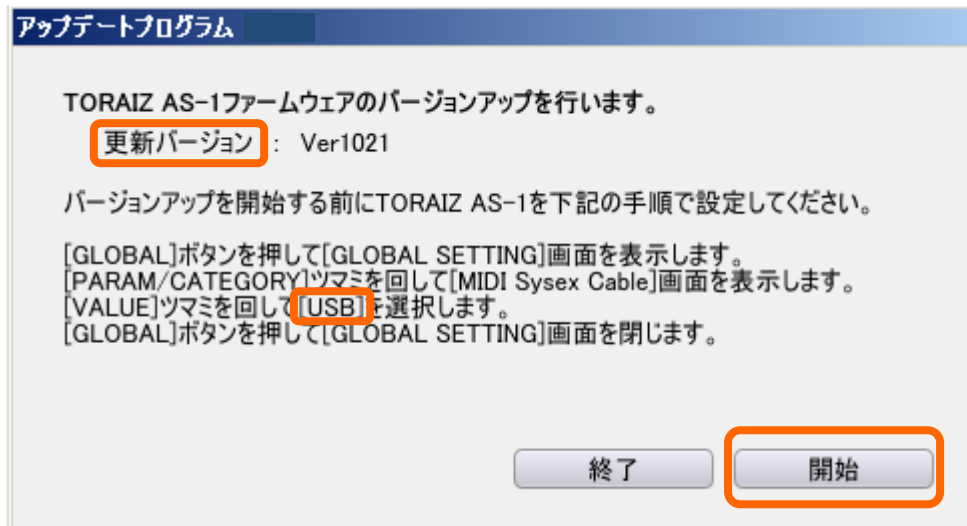 アップデートプログラム
TORAIZ AS-1ファームウェアのバージョンアップを行います。
更新バージョン : Ver1021
バージョンアップを開始する前にTORAIZ AS-1を下記の手順で設定してください。
[GLOBAL]ボタンを押して[GLOBAL SETTING]画面を表示します。
[PARAM/CATEGORY]ツマミを回して[MIDI Sysex Cable]画面を表示します。
[VALUE]ツマミを回して[USB]を選択します。
[GLOBAL]ボタンを押して[GLOBAL SETTING]画面を閉じます。
終了 開始